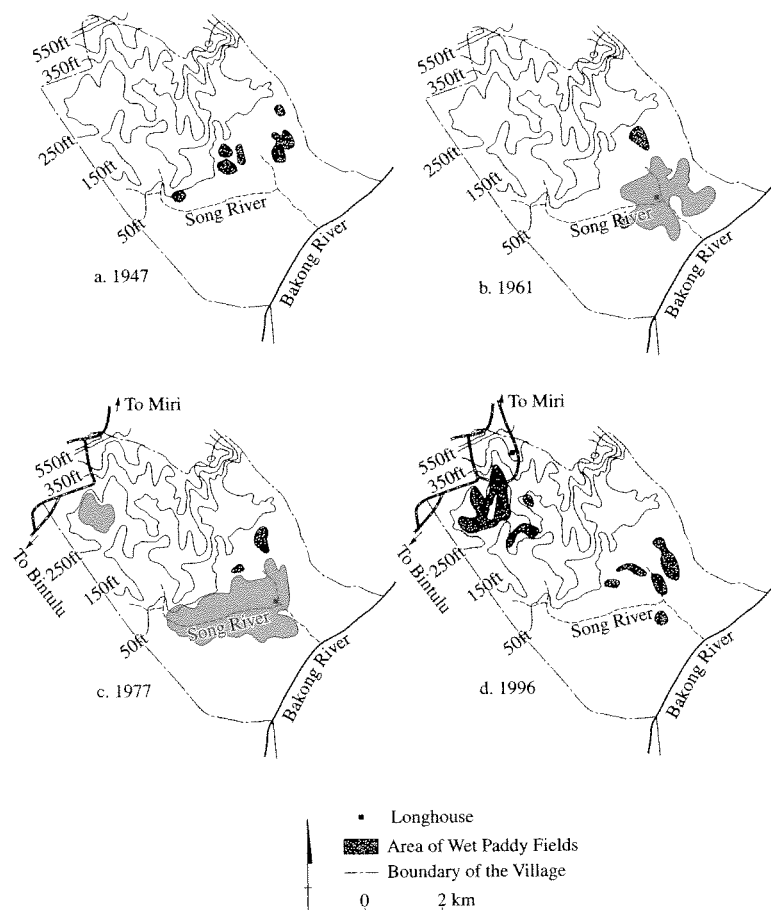 550ft
350ft
250ft
150ft
50ft
Song River
Bakong River
a. 1947
550ft
350ft
250ft
150ft
50ft
Song River
Bakong River
b. 1961
To Miri
550ft
350ft
To Bintulu
250ft
150ft
50ft
Song River
Bakong River
c. 1977
To Miri
550ft
350ft
To Bintulu
250ft
150ft
50ft
Song River
Bakong River
d. 1996
Longhouse
Area of Wet Paddy Fields
Boundary of the Village
0 2 km